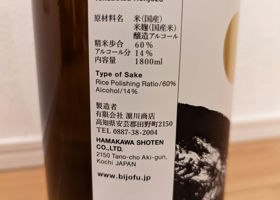 原材料名 米(国産)
米麹(国産米)
醸造アルコール
精米歩合 60%
アルコール分 14%
内容量 1800ml
Type of Sake
Rice Polishing Ratio/60%
Alcohol/14%
製造者
有限会社 濵川商店
高知県安芸郡田野町2150
TEL 0887-38-2004
HAMAKAWA SHOTEN
CO.,LTD.
2150 Tano-cho Aki-gun,
Kochi JAPAN
www.bijofu.jp